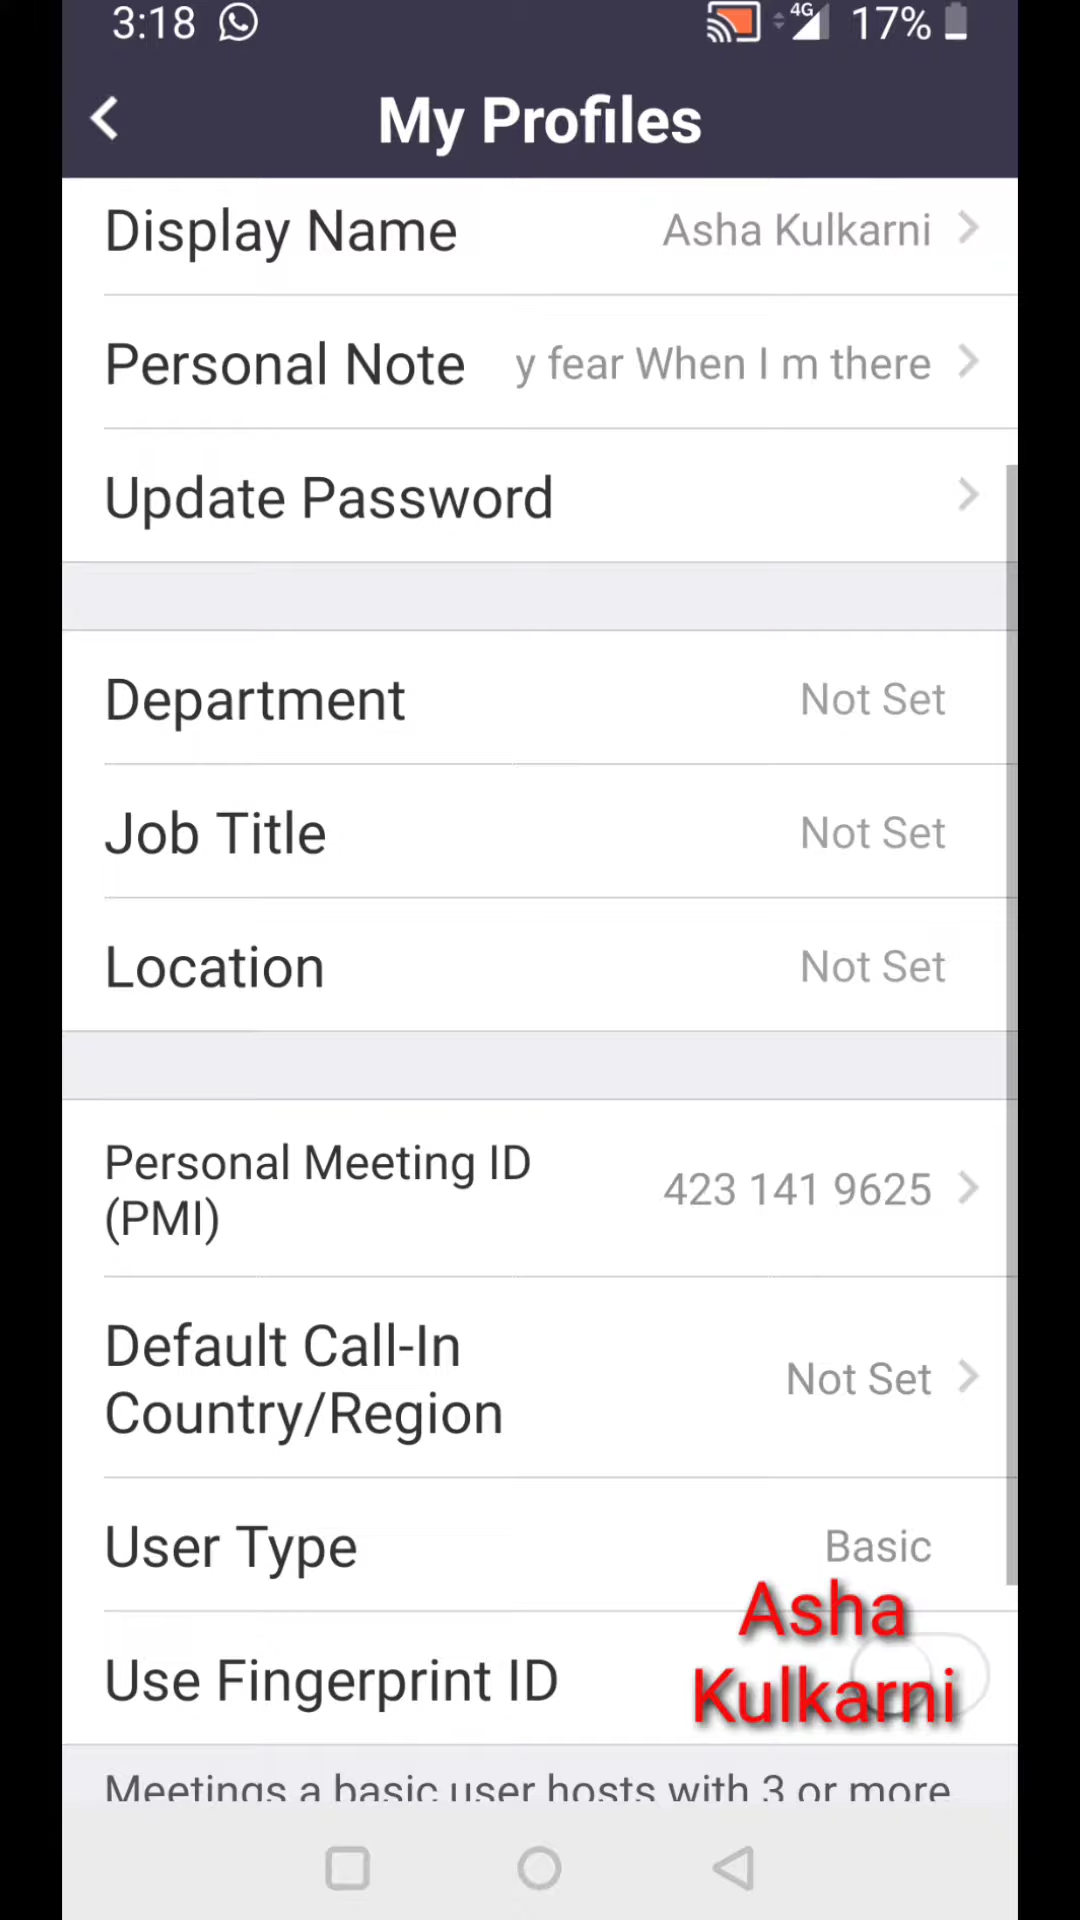 3:18
4G
17%
My Profiles
Display Name
Asha Kulkarni
Personal Note
y fear When I m there
Update Password
Department
Not Set
Job Title
Not Set
Location
Not Set
Personal Meeting ID
(PMI)
423 141 9625
Default Call-In
Country/Region
Not Set
User Type
Basic
Asha
Kulkarni
Use Fingerprint ID
Meetings a basic user hosts with 3 or more